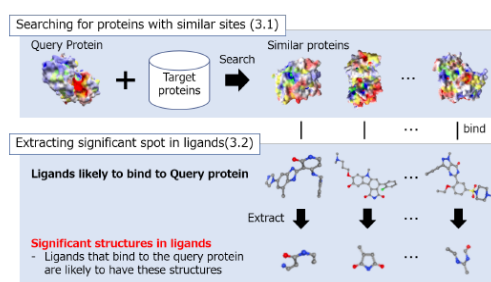 Searching for proteins with similar sites (3.1)
Query Protein
Target
proteins
Search
Similar proteins
...
bind
...
Extracting significant spot in ligands(3.2)
Ligands likely to bind to Query protein
...
Extract
...
Significant structures in ligands
- Ligands that bind to the query protein
are likely to have these structures
...